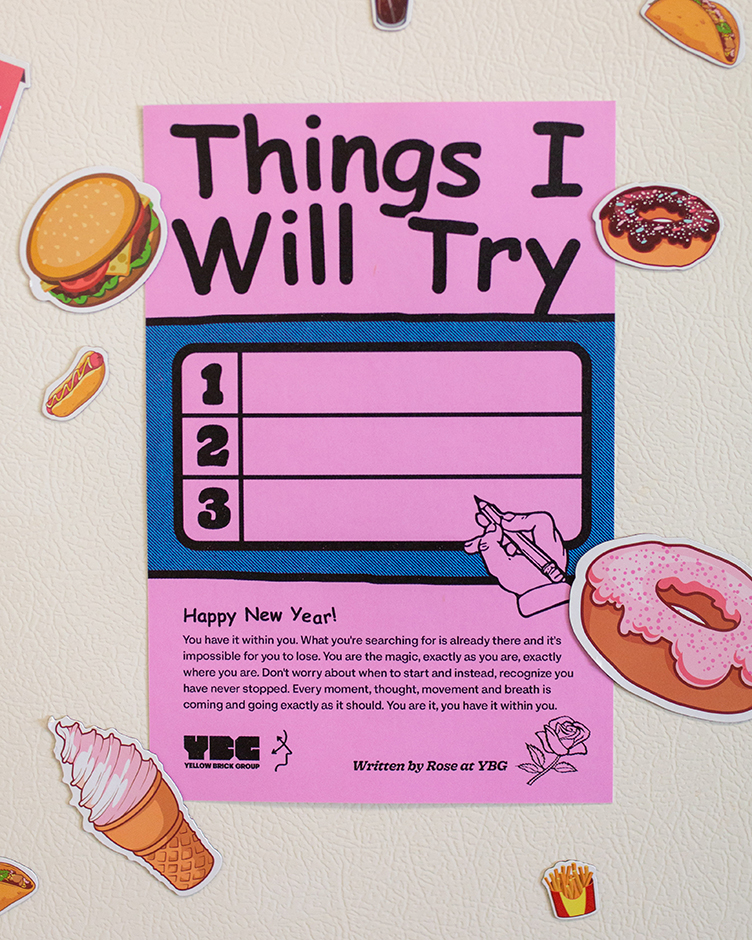 Things I
Will Try
1
2
3
Happy New Year!
You have it within you. What you're searching for is already there and it's
impossible for you to lose. You are the magic, exactly as you are, exactly
where you are. Don't worry about when to start and instead, recognize you
have never stopped. Every moment, thought, movement and breath is
coming and going exactly as it should. You are it, you have it within you.
YBG
YELLOW BRICK GROUP
Written by Rose at YBG